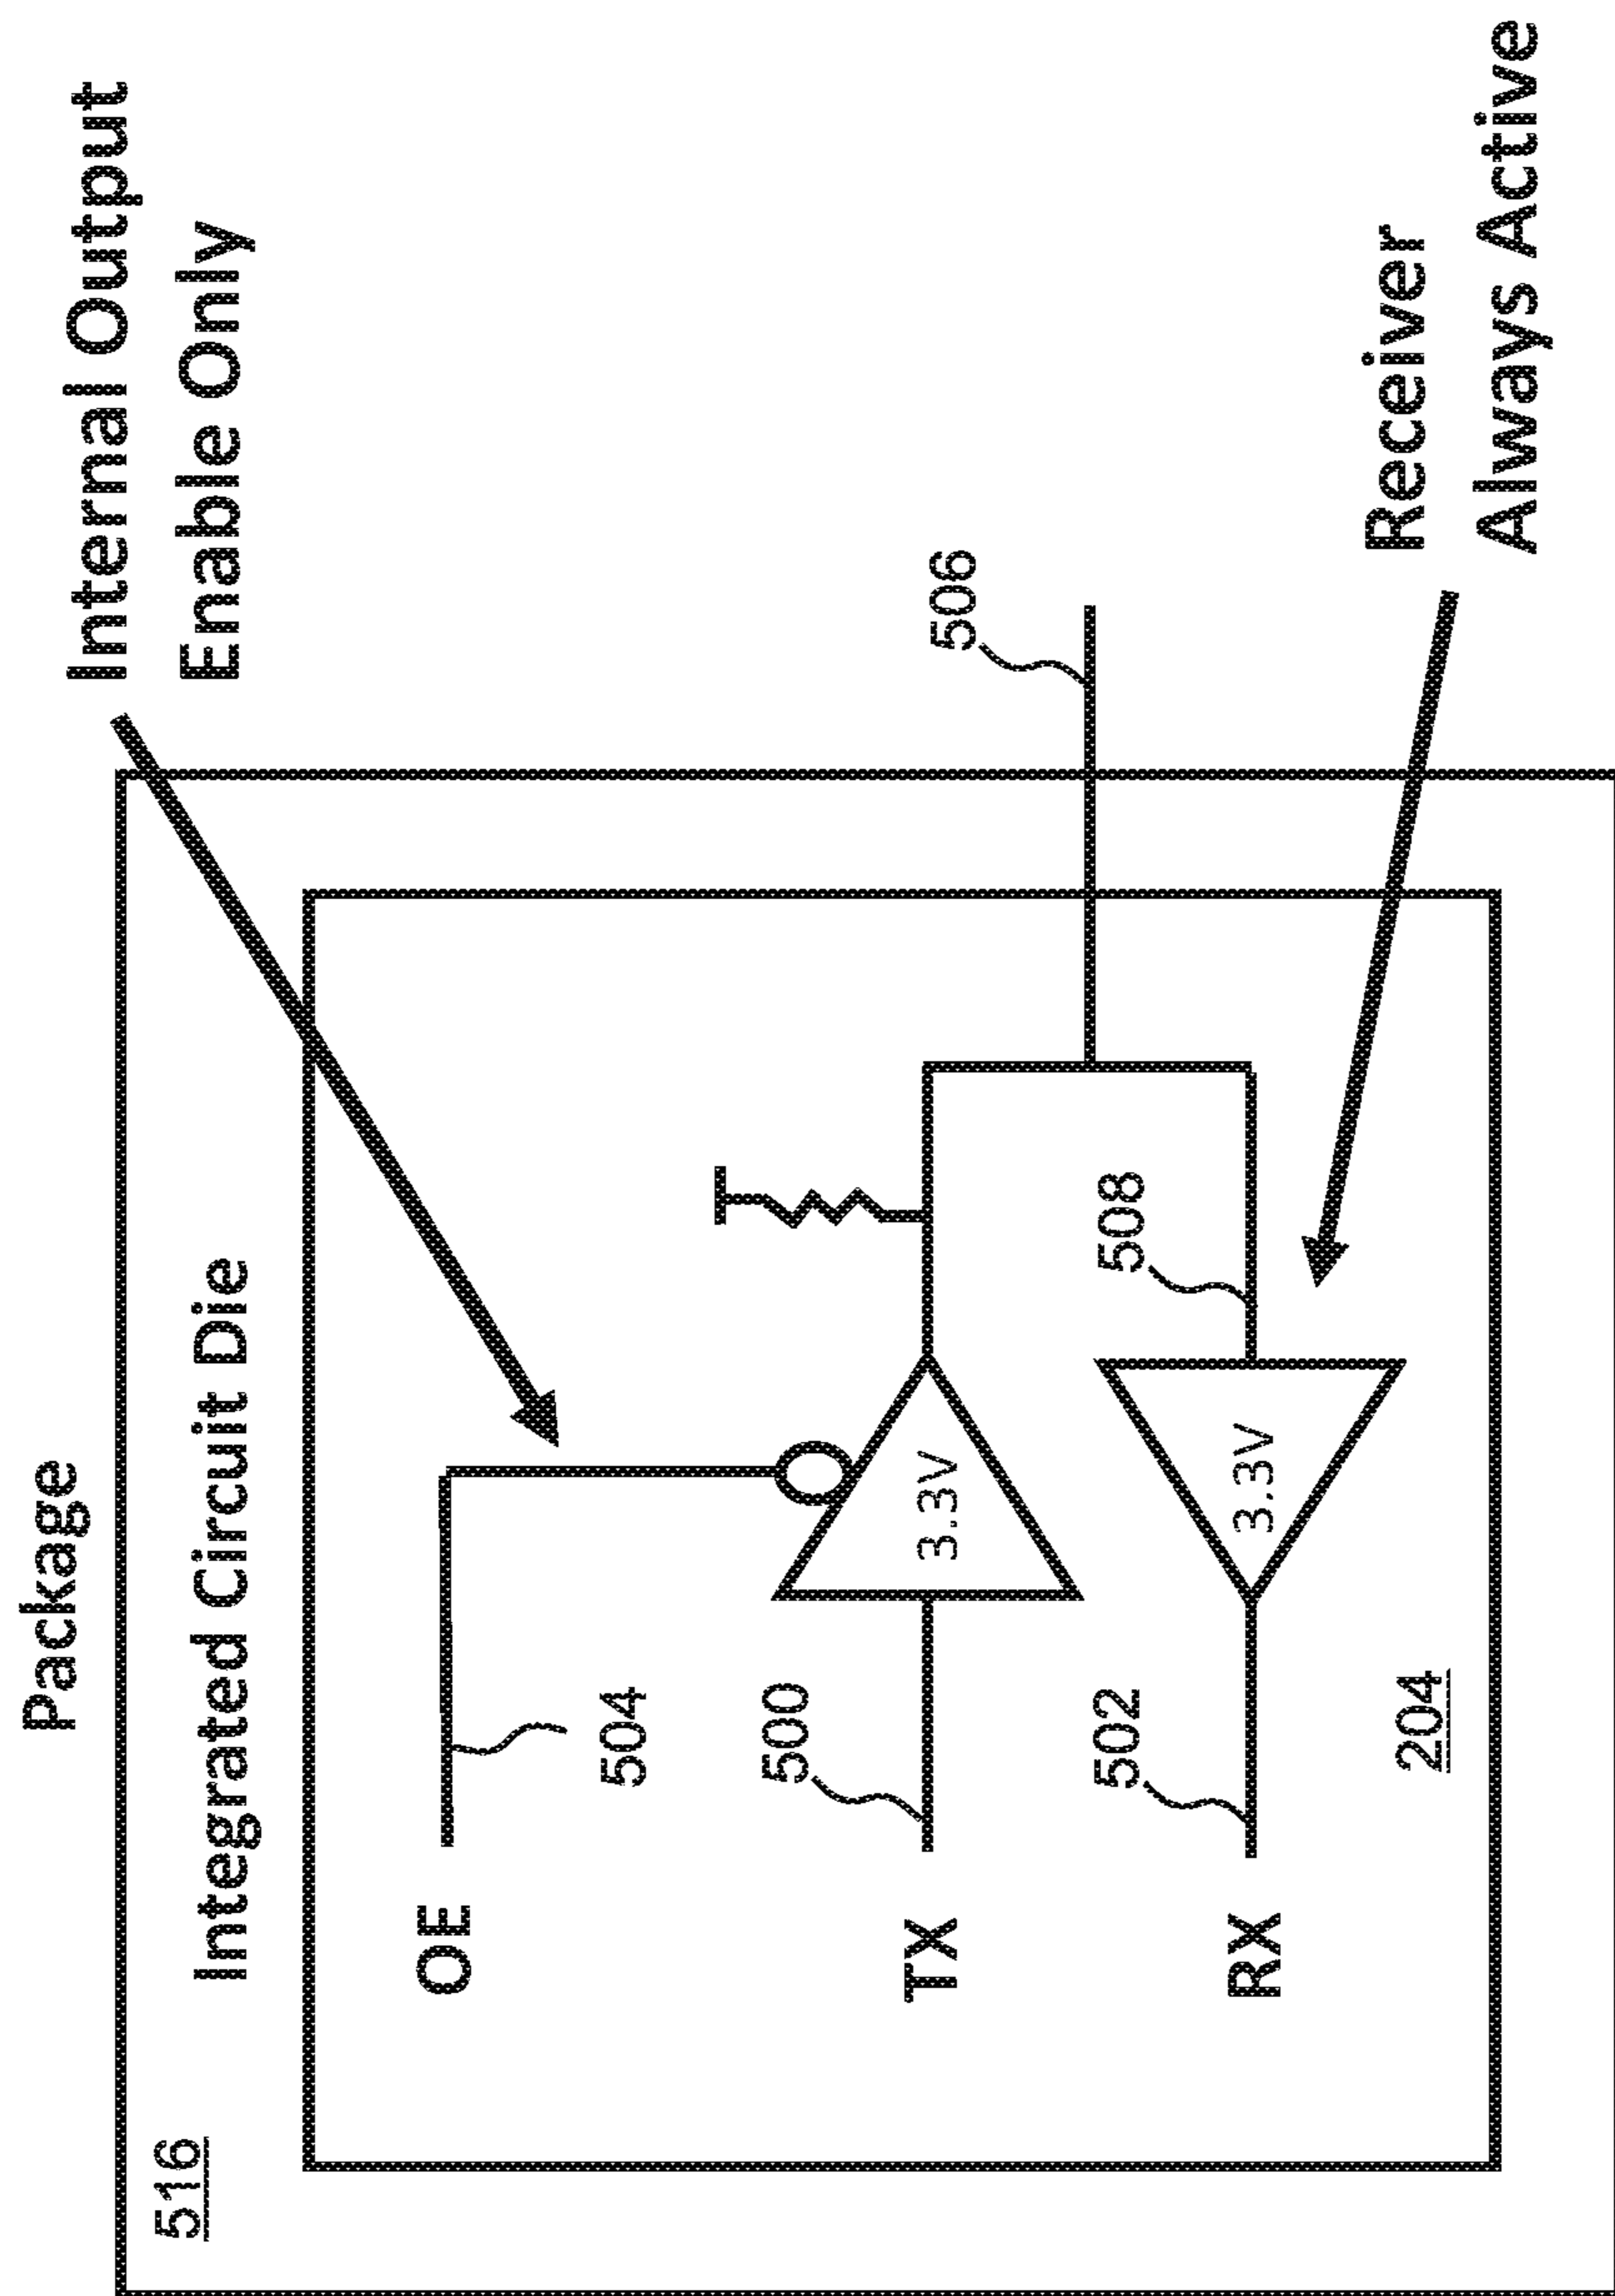 Package
516
Integrated Circuit Die
Internal Output
Enable Only
OE
504
TX
500
3.3V
506
508
RX
502
3.3V
204
Receiver
Always Active